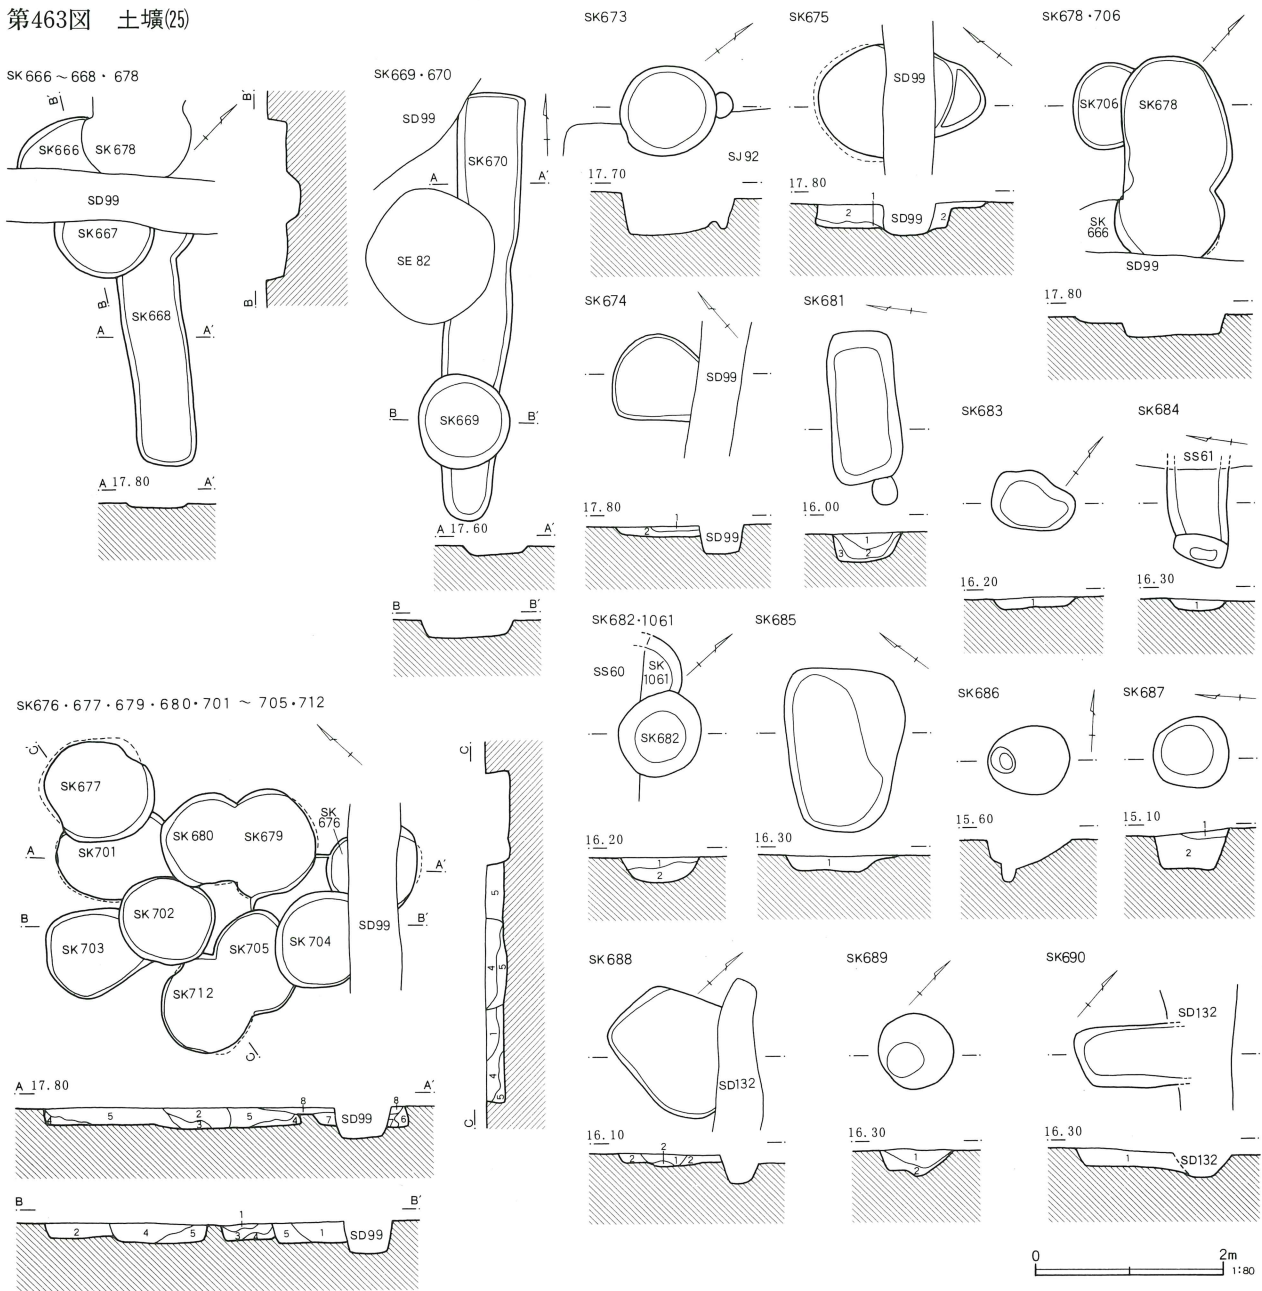 第463図 土壙(25)
SK666～668・678
B'
SK666
SK678
SD99
SK667
B
SK668
A
A'
A 17.80
A'
B'
B
SK669・670
SD99
SK670
A
A'
SE 82
B
SK669
B'
A 17.60
A'
B
B'
SK673
SJ 92
17.70
SK675
SD99
17.80
1
2
SD99
2
SK678・706
SK706
SK678
SK
666
SD99
17.80
SK674
SD99
17.80
1
2
SD99
SK681
16.00
1
3
2
SK683
16.20
1
SK684
SS61
16.30
1
SK682・1061
SS60
SK
1061
SK682
16.20
1
2
SK685
16.30
1
SK686
15.60
SK687
15.10
1
2
SK676・677・679・680・701 ～ 705・712
C'
SK677
SK
676
SK680
SK679
A
SK701
A'
B
SK702
SK703
SK705
SK704
SD99
B'
SK712
C
C'
5
4
5
1
4
5
C
A 17.80
A'
4
5
2
3
5
4
8
7
SD99
8
7
6
B
B'
2
4
5
1
3
4
5
1
SD99
SK688
SD132
16.10
2
2
1
2
SK689
16.30
1
2
SK690
SD132
16.30
1
SD132
0
2m
1:80